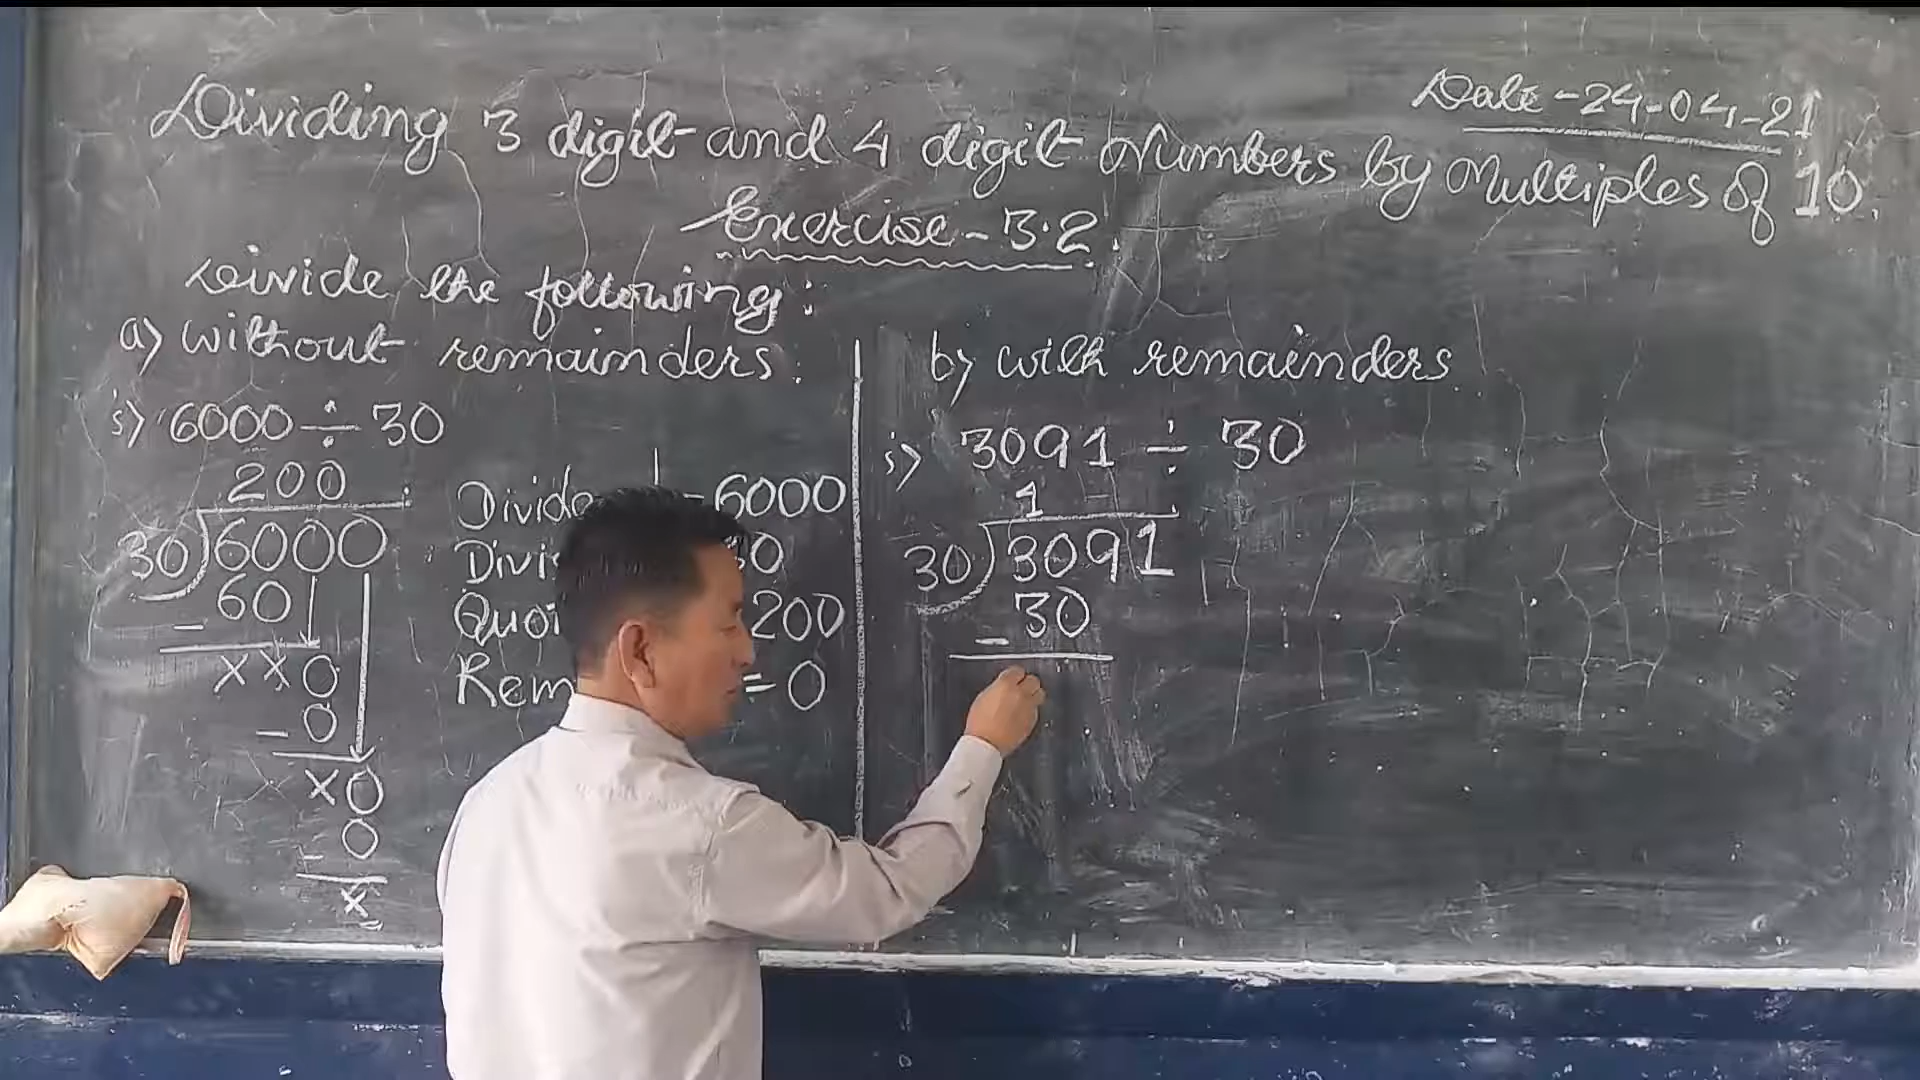 Date-24-04-21
Dividing 3 digit and 4 digit Numbers by Multiples of 10.
Exercise-3.2.
Divide the following:
a) without remainders:
i) 6000 ÷ 30
200
30)6000
- 60
××0
- 0
×0
- 0
×
- 6000
200
= 0
b) with remainders
i) 3091 ÷ 30
1
30)3091
- 30